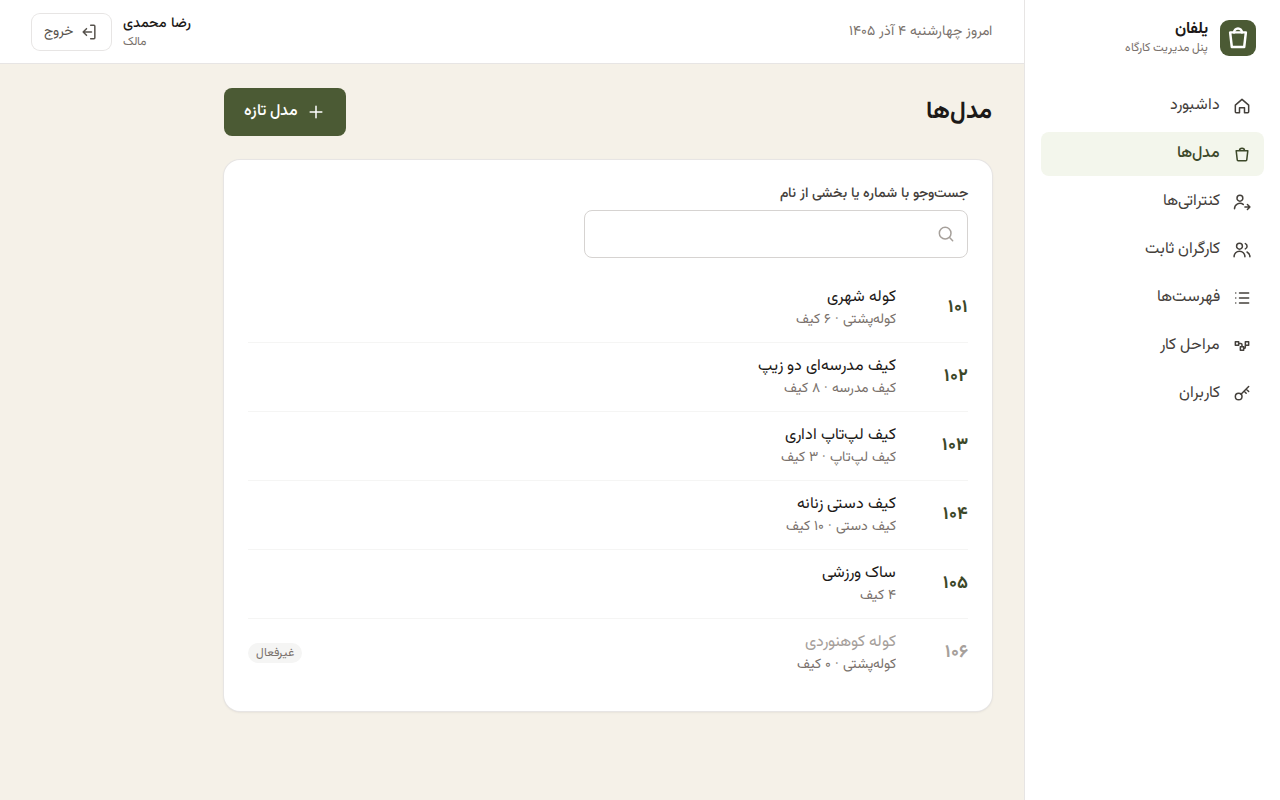 یلفان
پنل مدیریت کارگاه
داشبورد
مدل‌ها
کنتراتی‌ها
کارگران ثابت
فهرست‌ها
مراحل کار
کاربران
امروز چهارشنبه ۴ آذر ۱۴۰۵
رضا محمدی
مالک
خروج
مدل‌ها
مدل تازه
جست‌وجو با شماره یا بخشی از نام
۱۰۱
کوله شهری
کوله‌پشتی · ۶ کیف
۱۰۲
کیف مدرسه‌ای دو زیپ
کیف مدرسه · ۸ کیف
۱۰۳
کیف لپ‌تاپ اداری
کیف لپ‌تاپ · ۳ کیف
۱۰۴
کیف دستی زنانه
کیف دستی · ۱۰ کیف
۱۰۵
ساک ورزشی
۴ کیف
۱۰۶
کوله کوهنوردی
کوله‌پشتی · ۰ کیف
غیرفعال